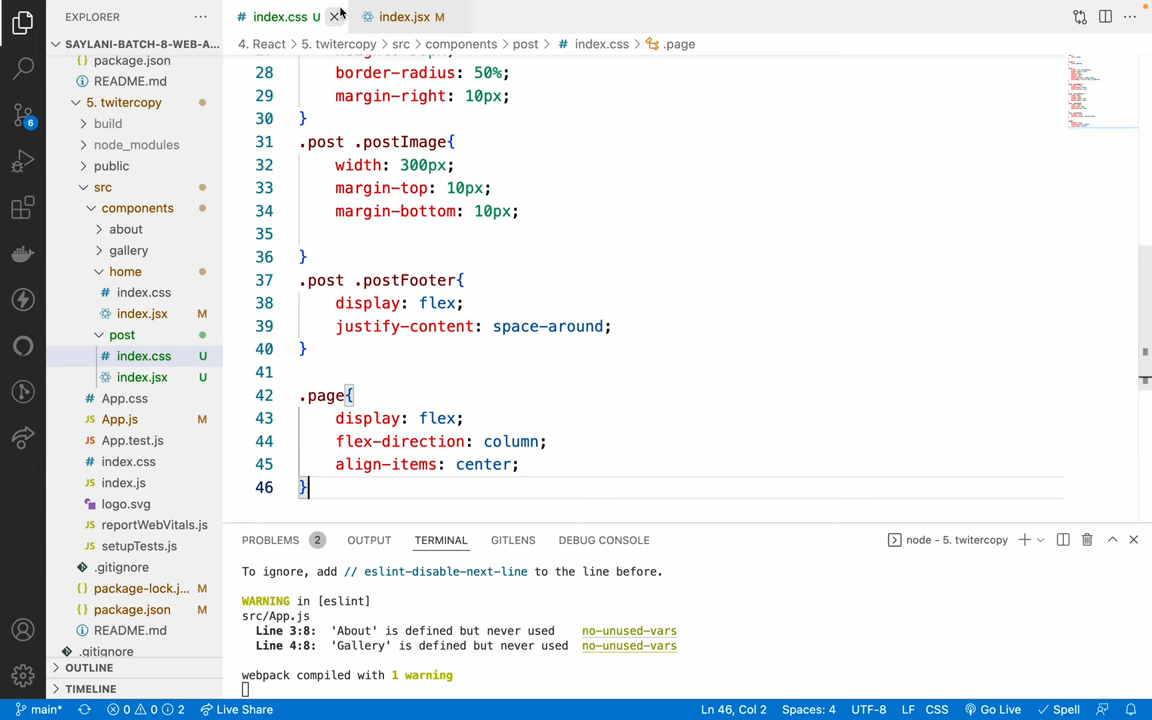 EXPLORER
SAYLANI-BATCH-8-WEB-A...
package.json
README.md
5. twitercopy
build
node_modules
public
src
components
about
gallery
home
index.css
index.jsx M
post
index.css U
index.jsx U
App.css
App.js M
App.test.js
index.css
index.js
logo.svg
reportWebVitals.js
setupTests.js
.gitignore
package-lock.j... M
package.json M
README.md
.gitignore
OUTLINE
TIMELINE
6
# index.css U
index.jsx M
4. React > 5. twitercopy > src > components > post > # index.css > .page
28 border-radius: 50%;
29 margin-right: 10px;
30 }
31 .post .postImage{
32 width: 300px;
33 margin-top: 10px;
34 margin-bottom: 10px;
35
36 }
37 .post .postFooter{
38 display: flex;
39 justify-content: space-around;
40 }
41
42 .page{
43 display: flex;
44 flex-direction: column;
45 align-items: center;
46 }
PROBLEMS 2 OUTPUT TERMINAL GITLENS DEBUG CONSOLE
node - 5. twitercopy
To ignore, add // eslint-disable-next-line to the line before.
WARNING in [eslint]
src/App.js
Line 3:8: 'About' is defined but never used no-unused-vars
Line 4:8: 'Gallery' is defined but never used no-unused-vars
webpack compiled with 1 warning
main* 0 0 2 Live Share Ln 46, Col 2 Spaces: 4 UTF-8 LF CSS Go Live Spell